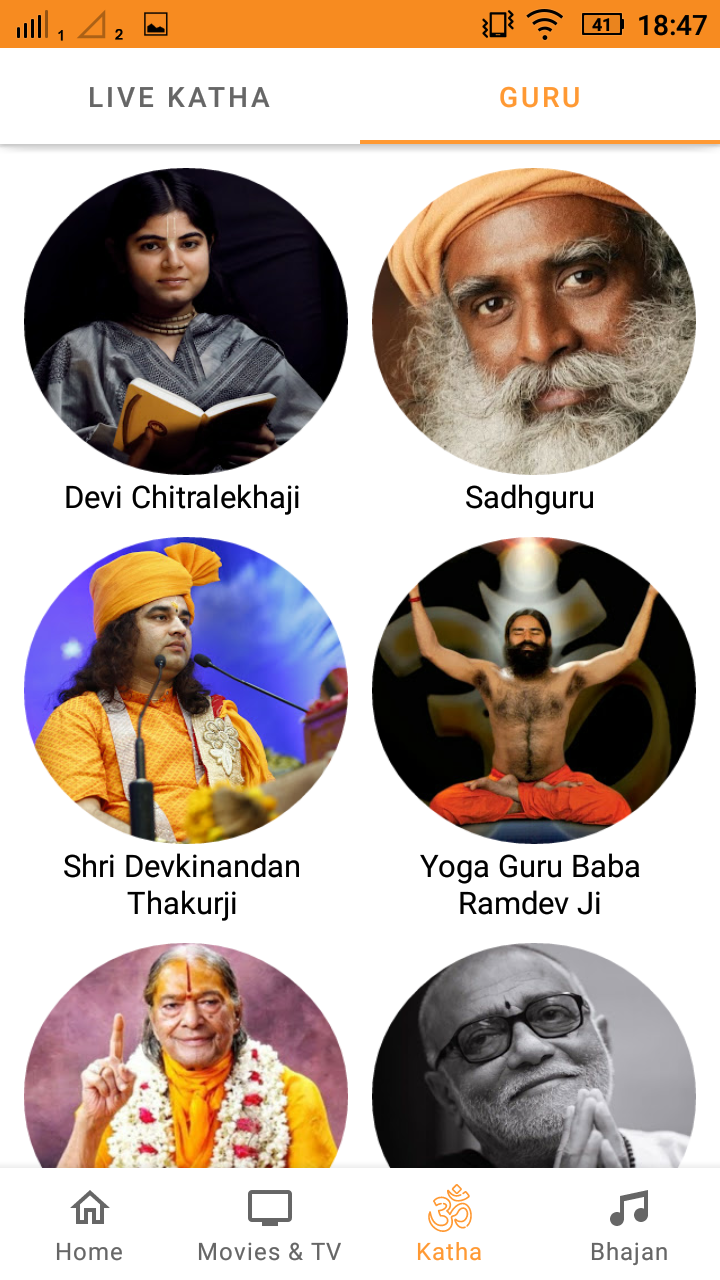 1 2 41 18:47
LIVE KATHA GURU
Devi Chitralekhaji Sadhguru
Shri Devkinandan Yoga Guru Baba
Thakurji Ramdev Ji
Home Movies & TV Katha Bhajan